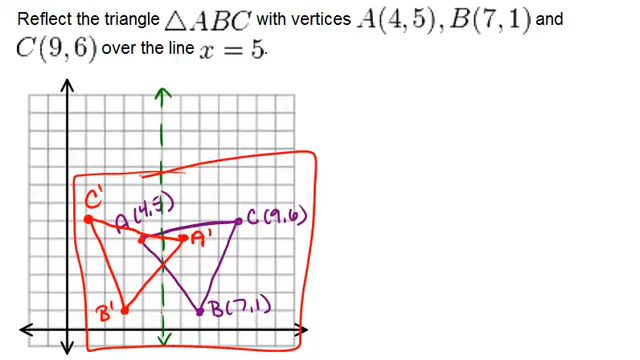 Reflect the triangle △ABC with vertices A(4,5), B(7,1) and
C(9,6) over the line x = 5.
C'
A(4,5)
C(9,6)
A'
B'
B(7,1)